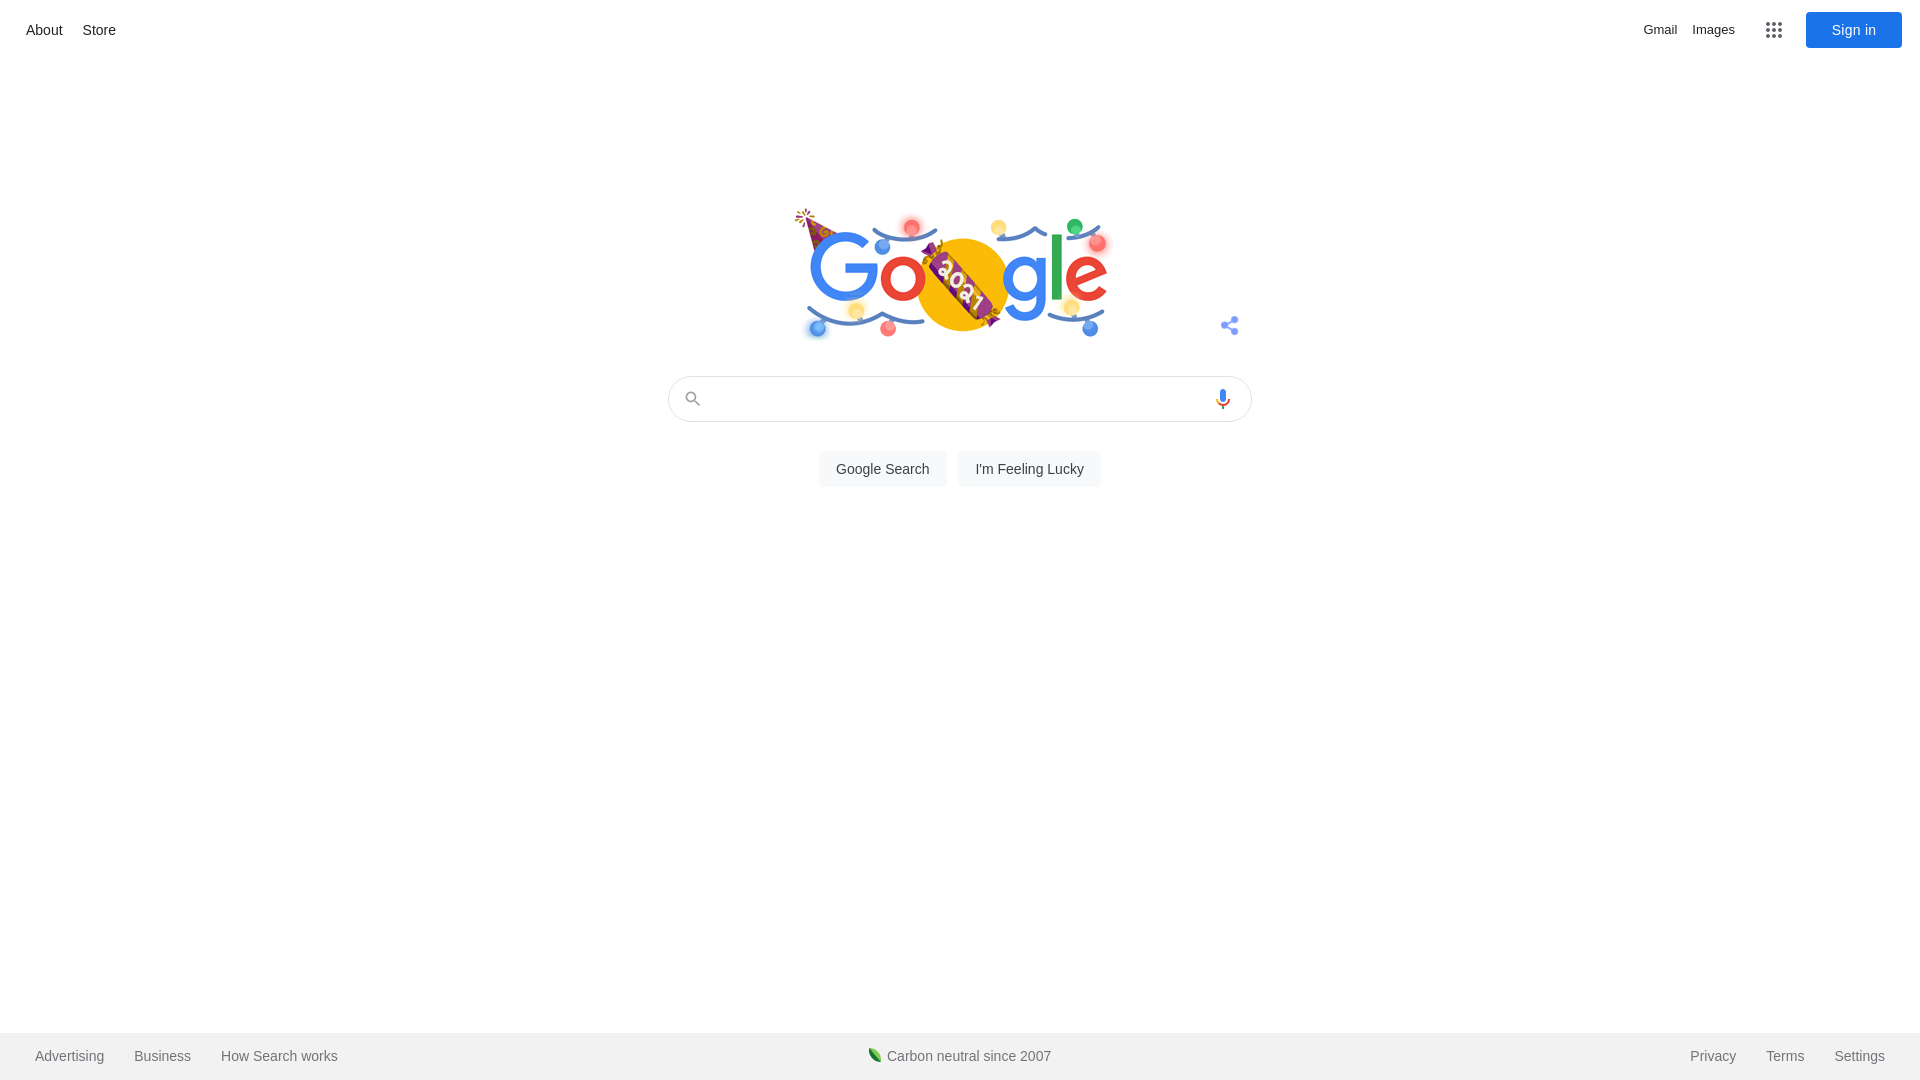 About Store
Gmail Images Sign in
Google
2021
Google Search I'm Feeling Lucky
Advertising Business How Search works
Carbon neutral since 2007
Privacy Terms Settings